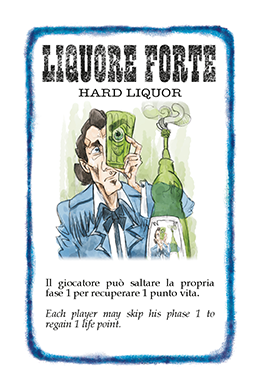 LIQUORE FORTE
HARD LIQUOR
Il giocatore può saltare la propria
fase 1 per recuperare 1 punto vita.
Each player may skip his phase 1 to
regain 1 life point.